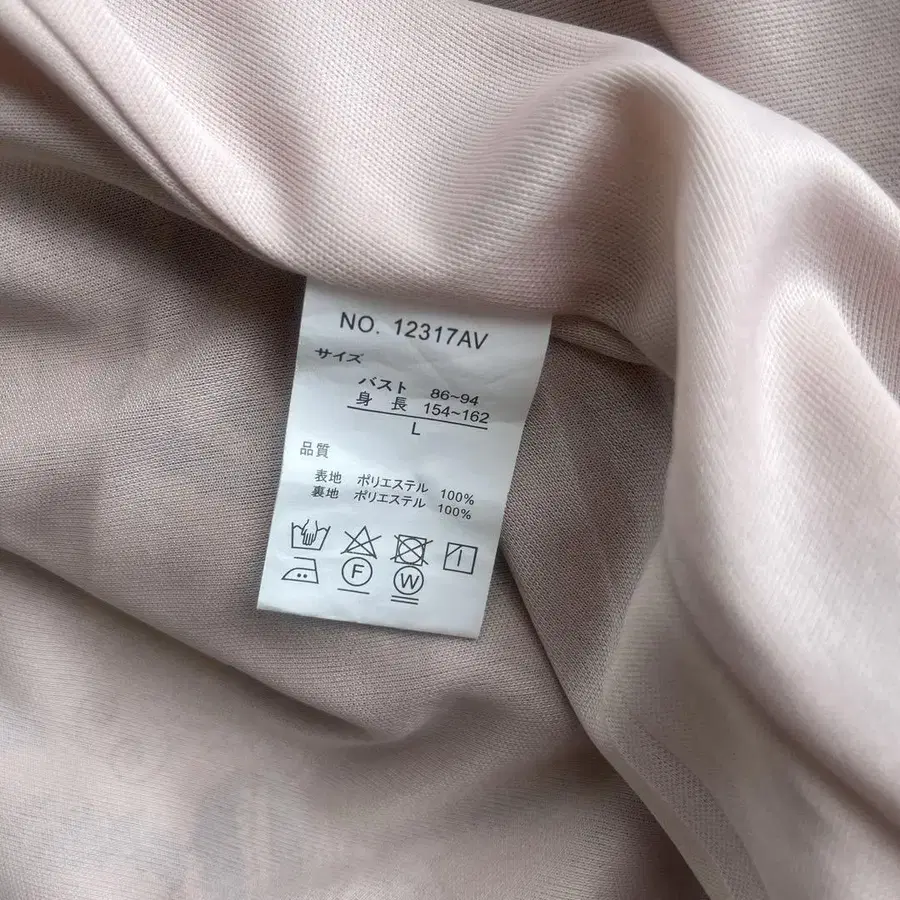 NO. 12317AV
サイズ
バスト 86~94
身長 154~162
L
品質
表地 ポリエステル 100%
裏地 ポリエステル 100%
F W